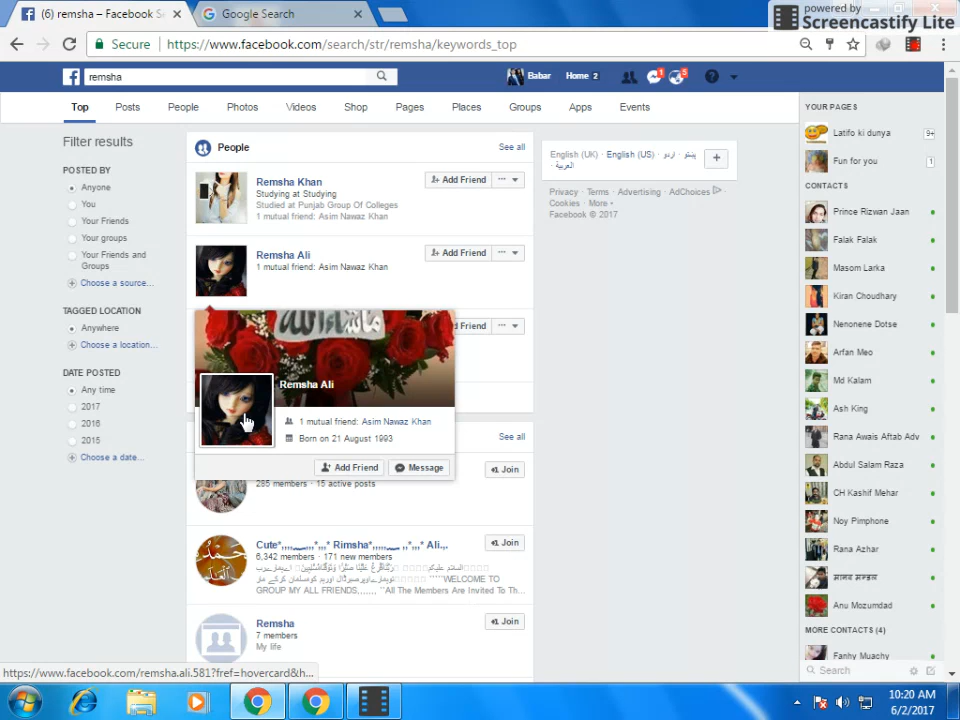 (6) remsha – Facebook Se
Google Search
powered by
Screencastify Lite
Secure
https://www.facebook.com/search/str/remsha/keywords_top
remsha
Babar
Home 2
1
5
Top
Posts
People
Photos
Videos
Shop
Pages
Places
Groups
Apps
Events
Filter results
POSTED BY
Anyone
You
Your Friends
Your groups
Your Friends and
Groups
Choose a source...
TAGGED LOCATION
Anywhere
Choose a location...
DATE POSTED
Any time
2017
2016
2015
Choose a date...
People
See all
Remsha Khan
Studying at Studying
Studied at Punjab Group Of Colleges
1 mutual friend: Asim Nawaz Khan
Add Friend
Remsha Ali
1 mutual friend: Asim Nawaz Khan
Add Friend
d Friend
ماشاءالله
Remsha Ali
1 mutual friend: Asim Nawaz Khan
Born on 21 August 1993
Add Friend
Message
See all
Join
285 members · 15 active posts
Join
6,342 members · 171 new members
GROUP MY ALL FRIENDS,,,,,,, ``All The Members Are Invited To Th...
Remsha
7 members
My life
Join
English (UK) · English (US) · اردو · پښتو ·
العربية
Privacy · Terms · Advertising · AdChoices ·
Cookies · More
Facebook © 2017
YOUR PAGES
Latifo ki dunya
9+
Fun for you
1
CONTACTS
Prince Rizwan Jaan
Falak Falak
Masom Larka
Kiran Choudhary
Nenonene Dotse
Arfan Meo
Md Kalam
Ash King
Rana Awais Aftab Adv
Abdul Salam Raza
CH Kashif Mehar
Noy Pimphone
Rana Azhar
मानव मण्डल
Anu Mozumdad
MORE CONTACTS (4)
Fanhy Muachy
Search
https://www.facebook.com/remsha.ali.581?fref=hovercard&h...
10:20 AM
6/2/2017